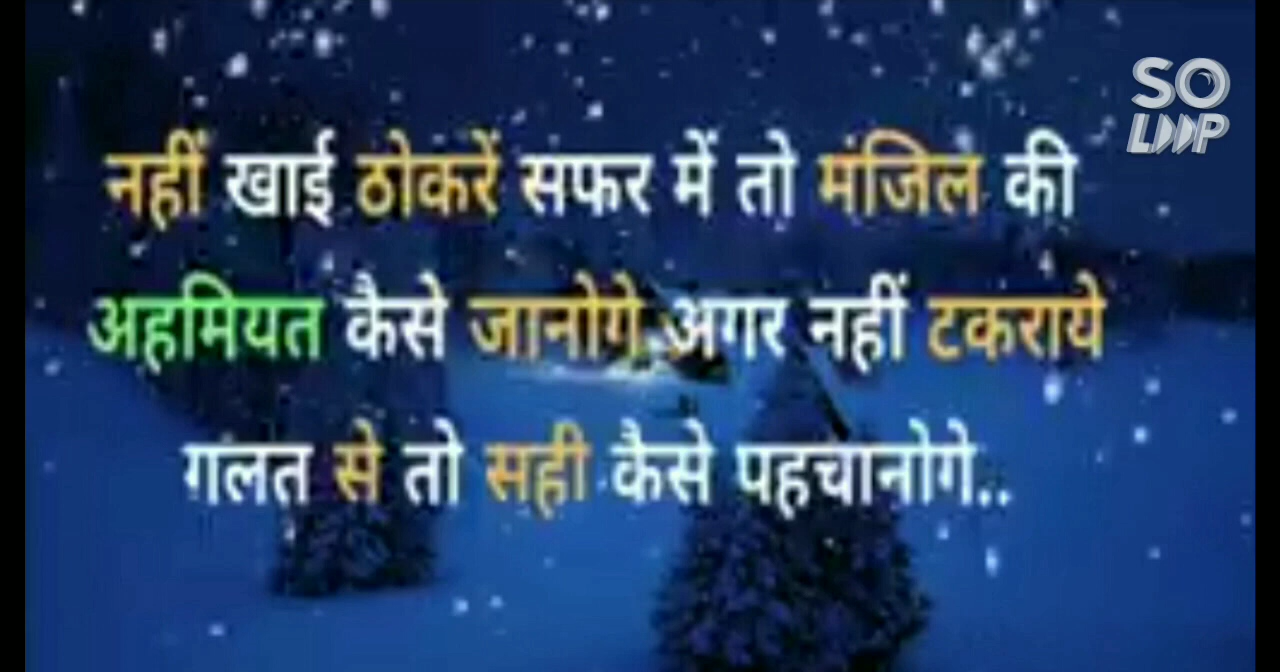 SO
LOOP
नहीं खाई ठोकरें सफर में तो मंजिल की
अहमियत कैसे जानोगे अगर नहीं टकराये
गलत से तो सही कैसे पहचानोगे..